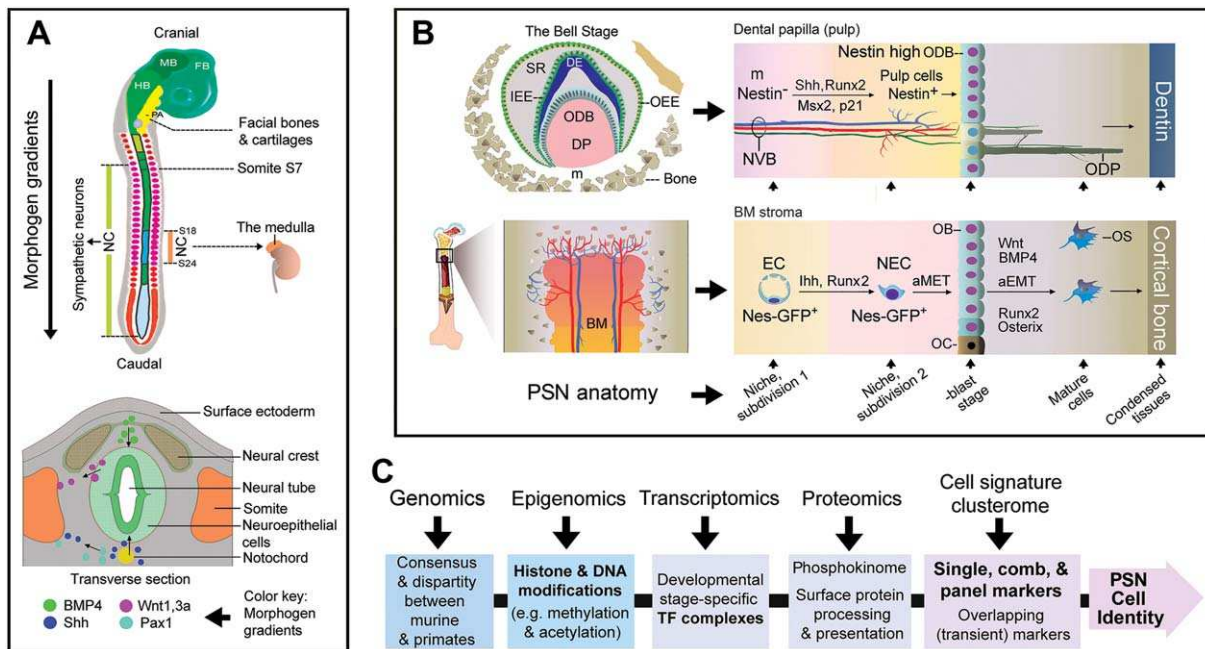 A
Cranial
MB
FB
HB
PA
Facial bones
& cartilages
Somite S7
Morphogen gradients
Sympathetic neurons
NC
S18
NC
S24
The medulla
Caudal
Surface ectoderm
Neural crest
Neural tube
Somite
Neuroepithelial
cells
Notochord
Transverse section
BMP4
Wnt1,3a
Shh
Pax1
Color key:
Morphogen
gradients
B
The Bell Stage
SR
DE
IEE
OEE
ODB
DP
m
Bone
Dental papilla (pulp)
Nestin high ODB
m
Nestin-
Shh,Runx2
Msx2, p21
Pulp cells
Nestin+
NVB
ODP
Dentin
BM
BM stroma
EC
Nes-GFP+
Ihh, Runx2
NEC
Nes-GFP+
aMET
OB
OC
Wnt
BMP4
aEMT
Runx2
Osterix
OS
Cortical bone
PSN anatomy
Niche,
subdivision 1
Niche,
subdivision 2
-blast
stage
Mature
cells
Condensed
tissues
C
Genomics
Consensus
& dispartity
between
murine
& primates
Epigenomics
Histone & DNA
modifications
(e.g. methylation
& acetylation)
Transcriptomics
Developmental
stage-specific
TF complexes
Proteomics
Phosphokinome
Surface protein
processing
& presentation
Cell signature
clusterome
Single, comb, &
panel markers
Overlapping
(transient) markers
PSN
Cell
Identity